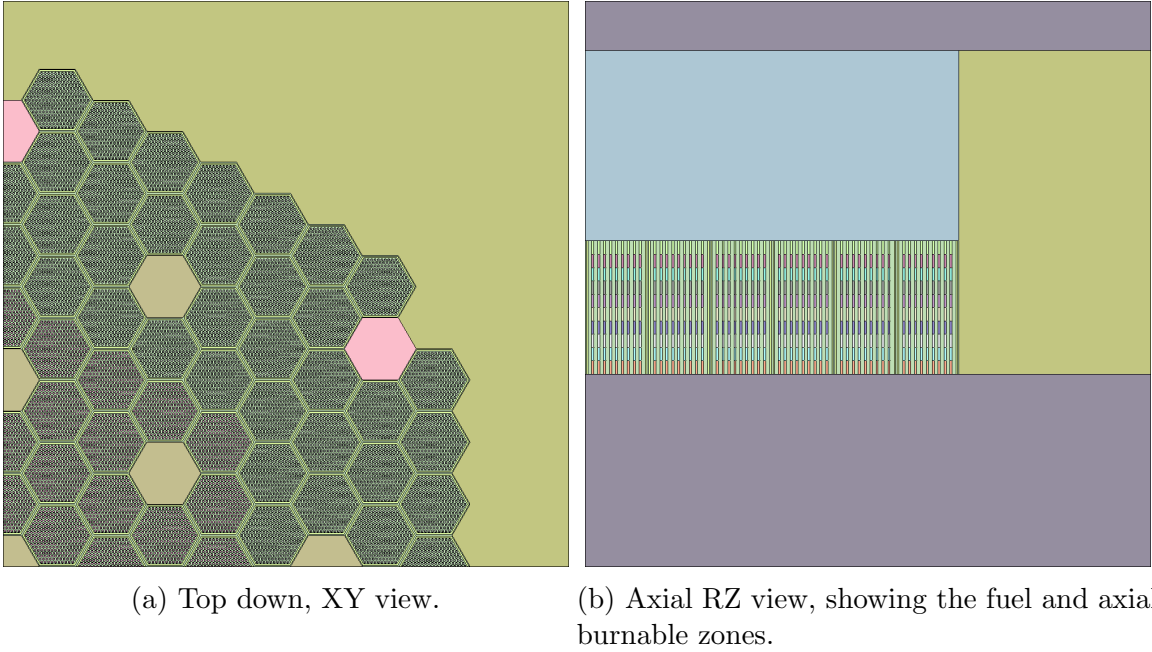 (a) Top down, XY view.
(b) Axial RZ view, showing the fuel and axial
burnable zones.